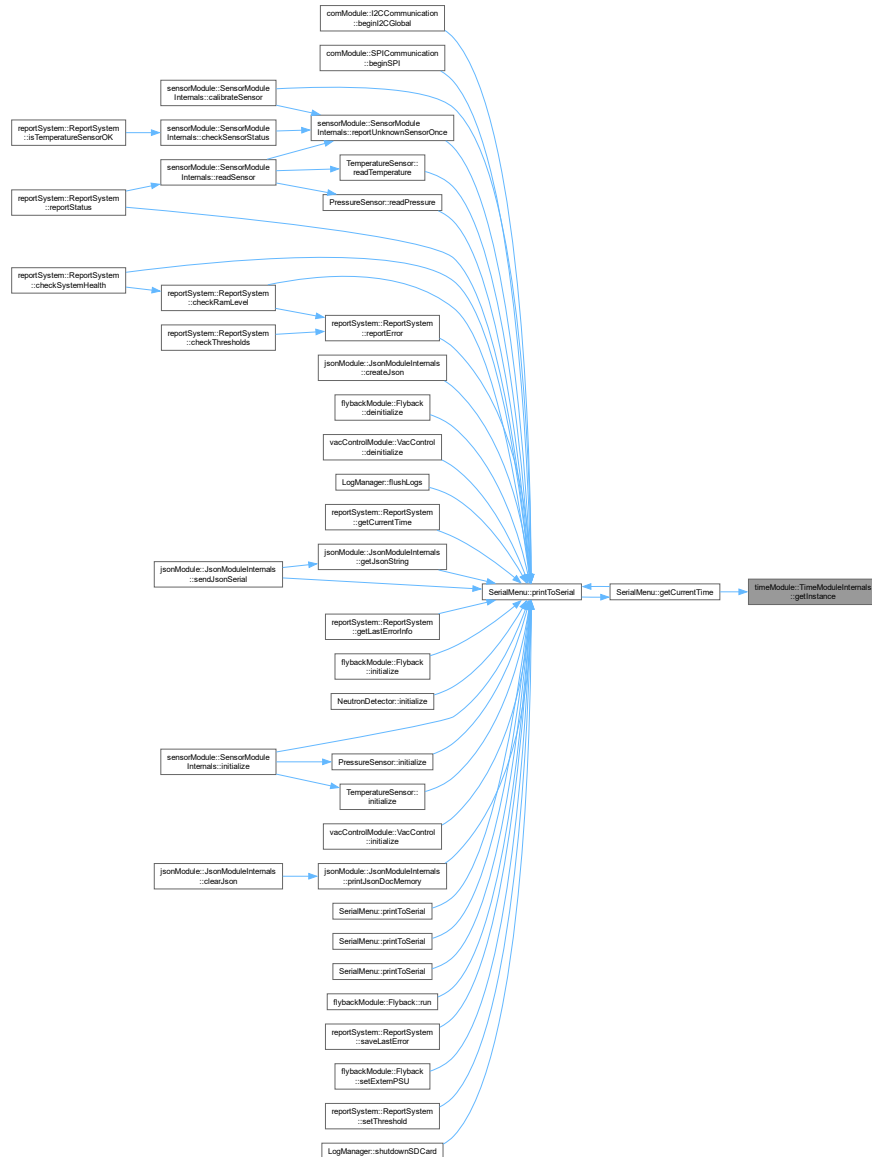 comModule::I2CCommunication
::beginI2CGlobal
comModule::SPICommunication
::beginSPI
sensorModule::SensorModule
Internals::calibrateSensor
sensorModule::SensorModule
Internals::reportUnknownSensorOnce
reportSystem::ReportSystem
::isTemperatureSensorOK
sensorModule::SensorModule
Internals::checkSensorStatus
TemperatureSensor::
readTemperature
sensorModule::SensorModule
Internals::readSensor
PressureSensor::readPressure
reportSystem::ReportSystem
::reportStatus
reportSystem::ReportSystem
::checkSystemHealth
reportSystem::ReportSystem
::checkRamLevel
reportSystem::ReportSystem
::reportError
reportSystem::ReportSystem
::checkThresholds
jsonModule::JsonModuleInternals
::createJson
flybackModule::Flyback
::deinitialize
vacControlModule::VacControl
::deinitialize
LogManager::flushLogs
reportSystem::ReportSystem
::getCurrentTime
jsonModule::JsonModuleInternals
::getJsonString
jsonModule::JsonModuleInternals
::sendJsonSerial
SerialMenu::printToSerial
SerialMenu::getCurrentTime
timeModule::TimeModuleInternals
::getInstance
reportSystem::ReportSystem
::getLastErrorInfo
flybackModule::Flyback
::initialize
NeutronDetector::initialize
sensorModule::SensorModule
Internals::initialize
PressureSensor::initialize
TemperatureSensor::
initialize
vacControlModule::VacControl
::initialize
jsonModule::JsonModuleInternals
::clearJson
jsonModule::JsonModuleInternals
::printJsonDocMemory
SerialMenu::printToSerial
SerialMenu::printToSerial
SerialMenu::printToSerial
flybackModule::Flyback::run
reportSystem::ReportSystem
::saveLastError
flybackModule::Flyback
::setExternPSU
reportSystem::ReportSystem
::setThreshold
LogManager::shutdownSDCard